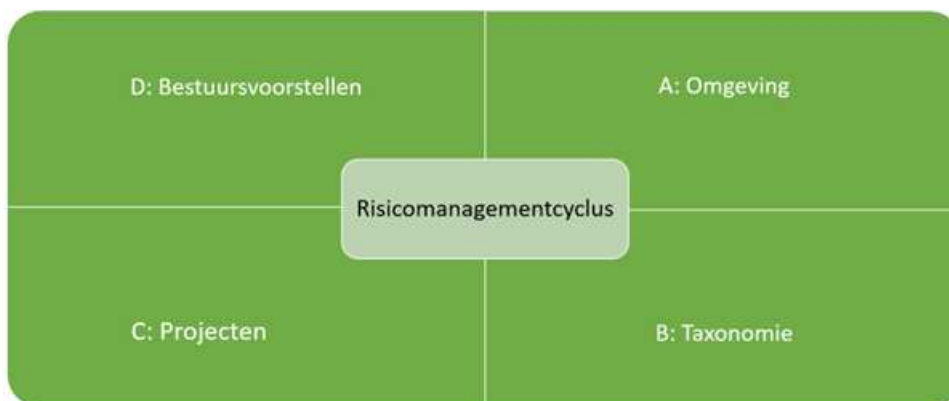 D: Bestuursvoorstellen
A: Omgeving
Risicomanagementcyclus
C: Projecten
B: Taxonomie